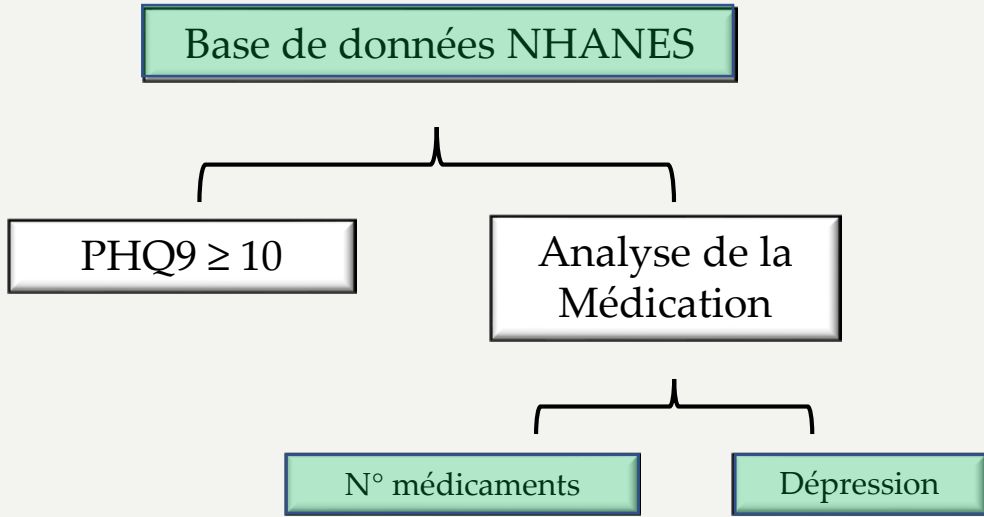 Base de données NHANES
PHQ9 ≥ 10
Analyse de la
Médication
N° médicaments
Dépression